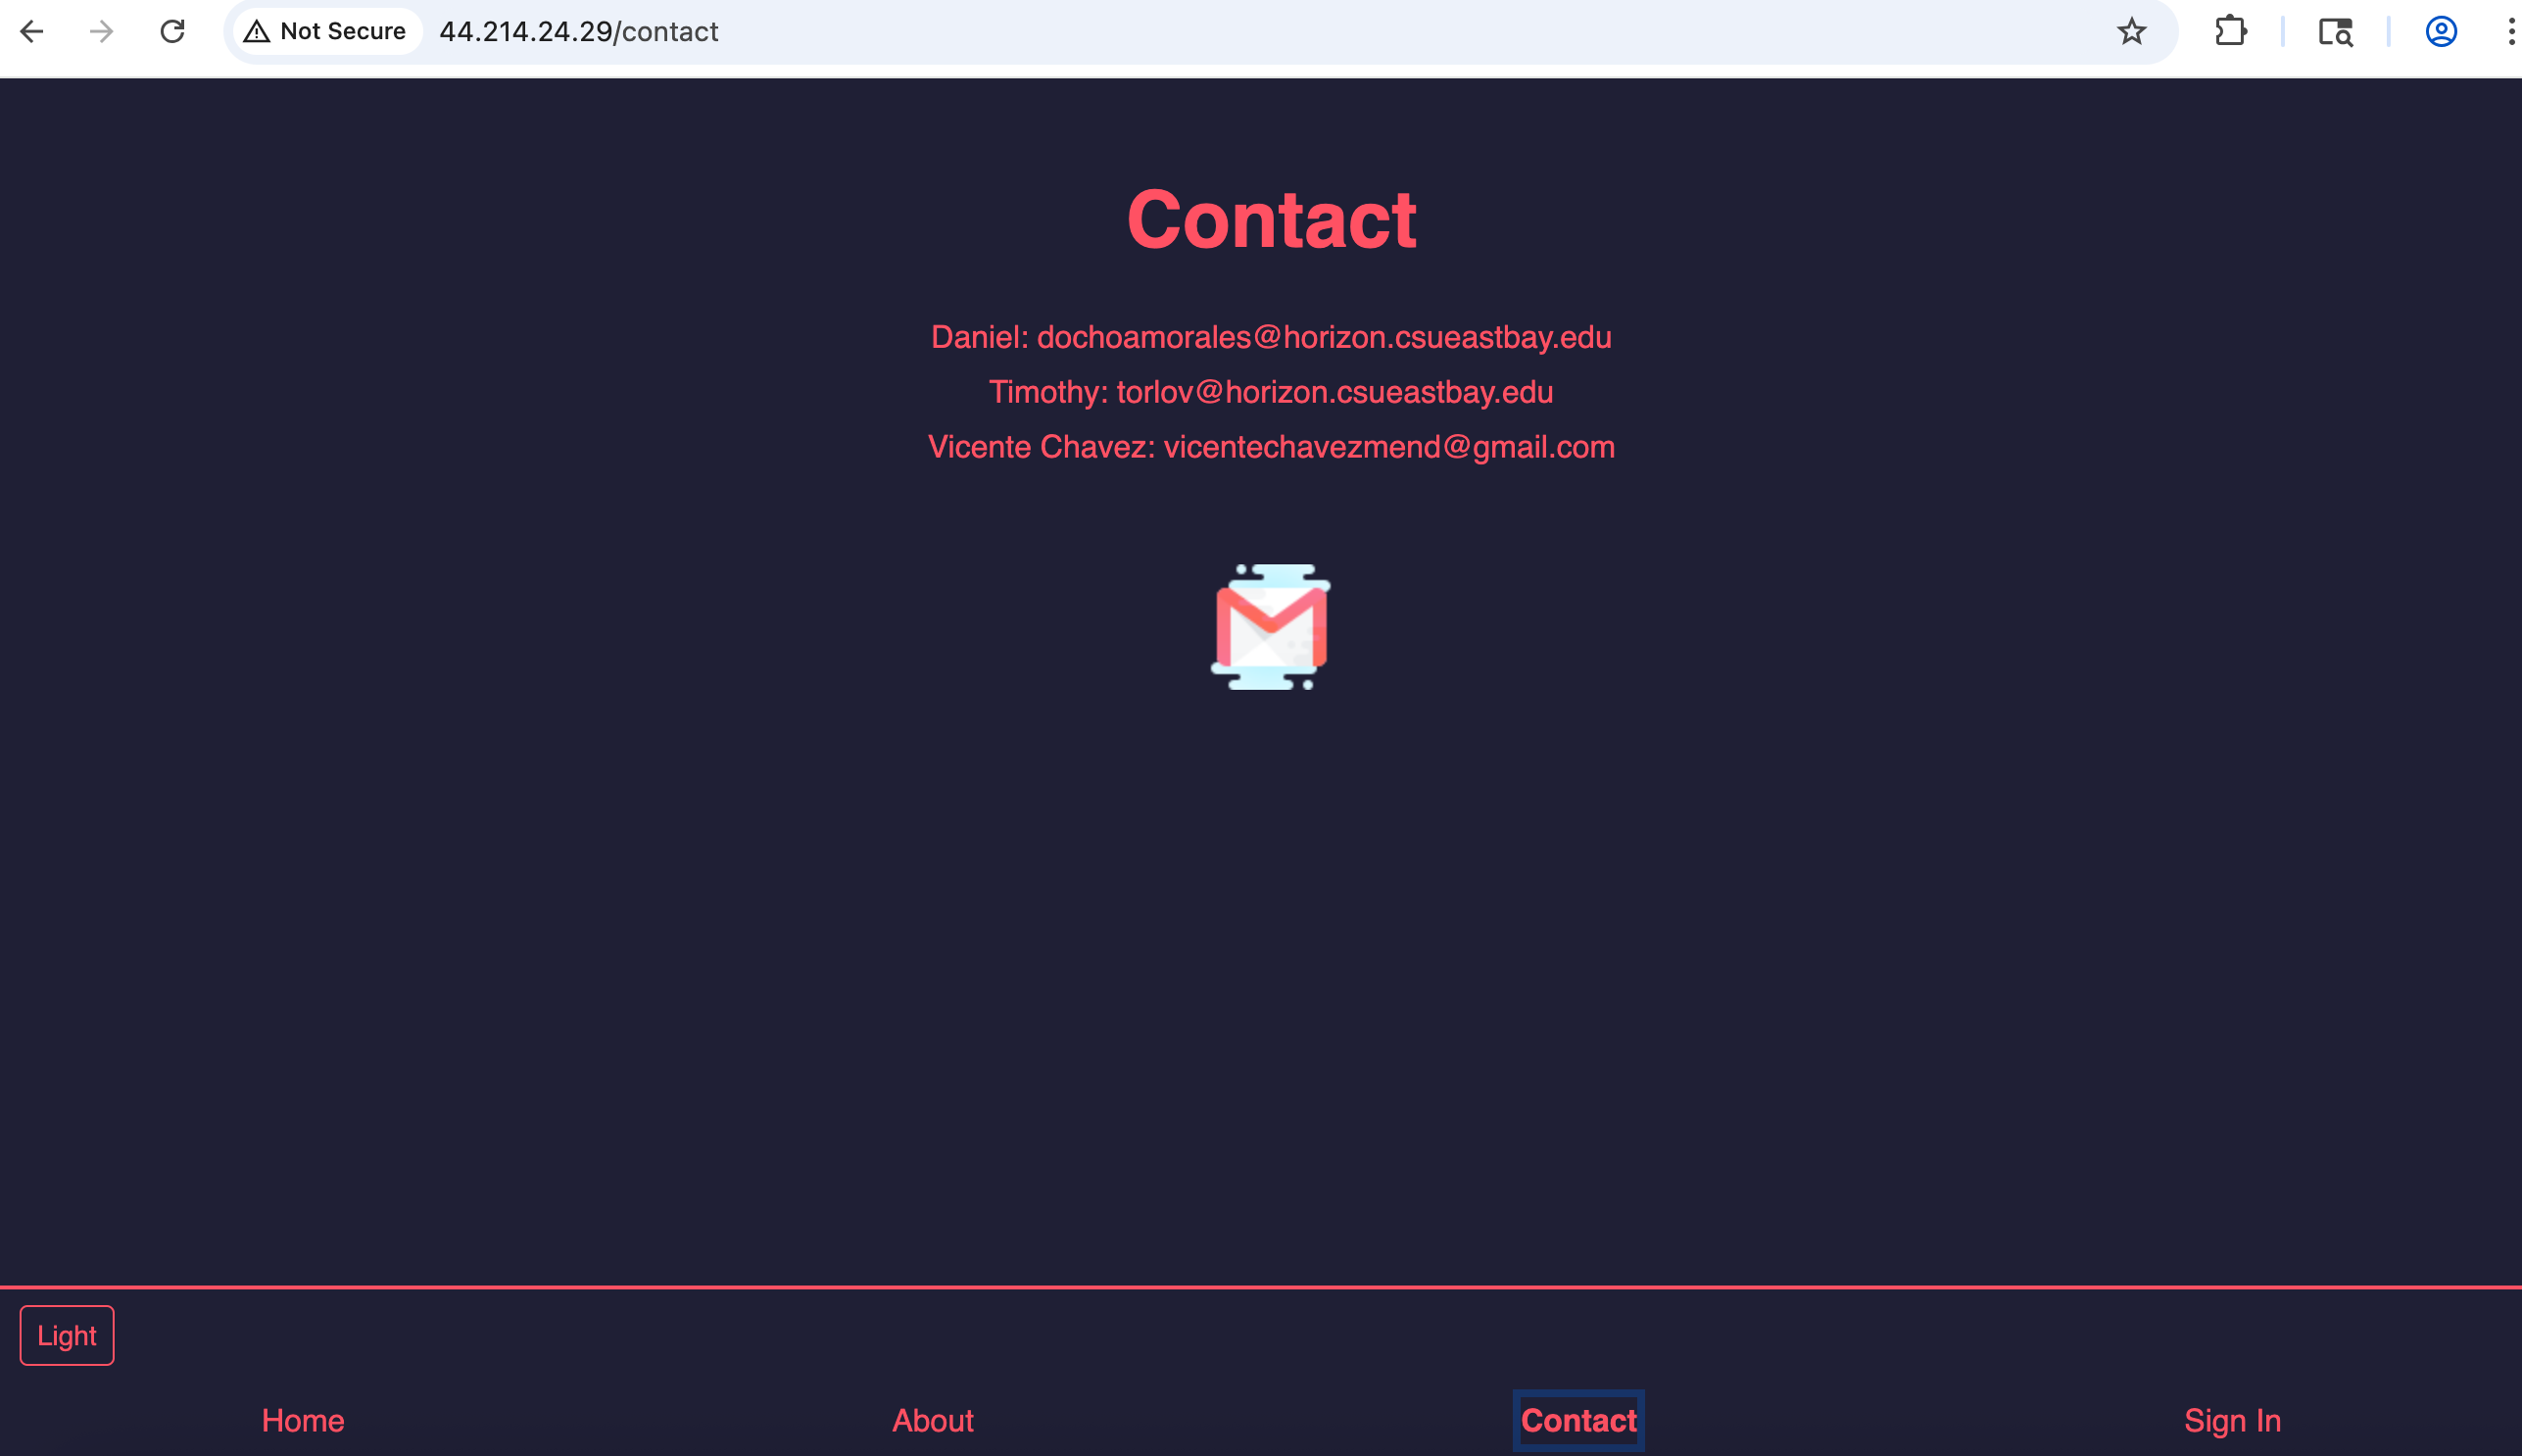 Not Secure 44.214.24.29/contact
Contact
Daniel: dochoamorales@horizon.csueastbay.edu
Timothy: torlov@horizon.csueastbay.edu
Vicente Chavez: vicentechavezmend@gmail.com
Light
Home About Contact Sign In